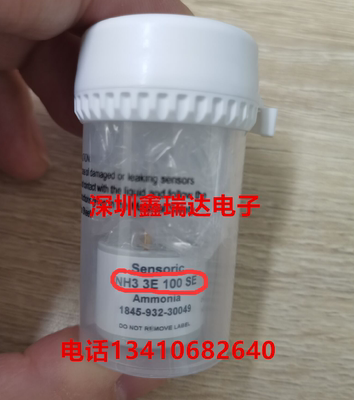 of damaged or leaking sensors
with the liquid and follow the
深圳鑫瑞达电子
Sensoric
NH3 3E 100 SE
Ammonia
1845-932-30049
DO NOT REMOVE LABEL
电话13410682640